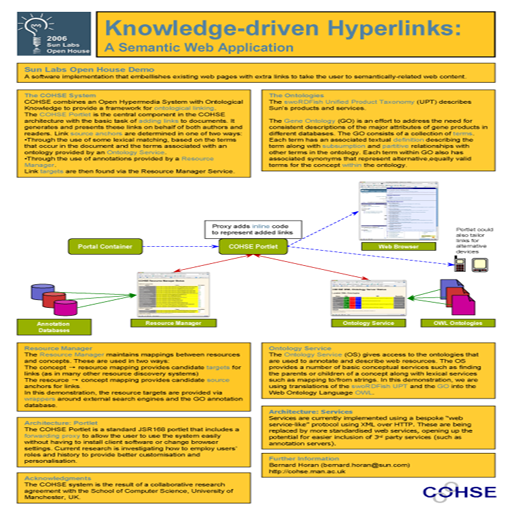 2006
Sun Labs
Open House
Knowledge-driven Hyperlinks:
A Semantic Web Application
Sun Labs Open House Demo
A software implementation that embellishes existing web pages with extra links to take the user to semantically-related web content.
The COHSE System
COHSE combines an Open Hypermedia System with Ontological
Knowledge to provide a framework for ontological linking.
The COHSE Portlet is the central component in the COHSE
architecture with the basic task of adding links to documents. It
generates and presents these links on behalf of both authors and
readers. Link source anchors are determined in one of two ways:
•Through the use of some lexical matching, based on the terms
that occur in the document and the terms associated with an
ontology provided by an Ontology Service.
•Through the use of annotations provided by a Resource
Manager.
Link targets are then found via the Resource Manager Service.
The Ontologies
The swoRDFish Unified Product Taxonomy (UPT) describes
Sun's products and services.
The Gene Ontology (GO) is an effort to address the need for
consistent descriptions of the major attributes of gene products in
different databases. The GO consists of a collection of terms.
Each term has an associated textual definition describing the
term along with subsumption and partitive relationships with
other terms in the ontology. Each term within GO also has
associated synonyms that represent alternative,equally valid
terms for the concept within the ontology.
Portal Container
Proxy adds inline code
to represent added links
COHSE Portlet
Web Browser
Portlet could
also tailor
links for
alternative
devices
Annotation
Databases
Resource Manager
Ontology Service
OWL Ontologies
Resource Manager
The Resource Manager maintains mappings between resources
and concepts. These are used in two ways:
The concept → resource mapping provides candidate targets for
links (as in many other resource discovery systems)
The resource → concept mapping provides candidate source
anchors for links.
In this demonstration, the resource targets are provided via
wrappers around external search engines and the GO annotation
database.
Architecture: Portlet
The COHSE Portlet is a standard JSR168 portlet that includes a
forwarding proxy to allow the user to use the system easily
without having to install client software or change browser
settings. Current research is investigating how to employ users'
roles and history to provide better customisation and
personalisation.
Acknowledgments
The COHSE system is the result of a collaborative research
agreement with the School of Computer Science, University of
Manchester, UK.
Ontology Service
The Ontology Service (OS) gives access to the ontologies that
are used to annotate and describe web resources. The OS
provides a number of basic conceptual services such as finding
the parents or children of a concept along with lexical services
such as mapping to/from strings. In this demonstration, we are
using translations of the swoRDFish UPT and the GO into the
Web Ontology Language OWL.
Architecture: Services
Services are currently implemented using a bespoke "web
service-like" protocol using XML over HTTP. These are being
replaced by more standardised web services, opening up the
potential for easier inclusion of 3rd party services (such as
annotation servers).
Further Information
Bernard Horan (bernard.horan@sun.com)
http://cohse.man.ac.uk
COHSE